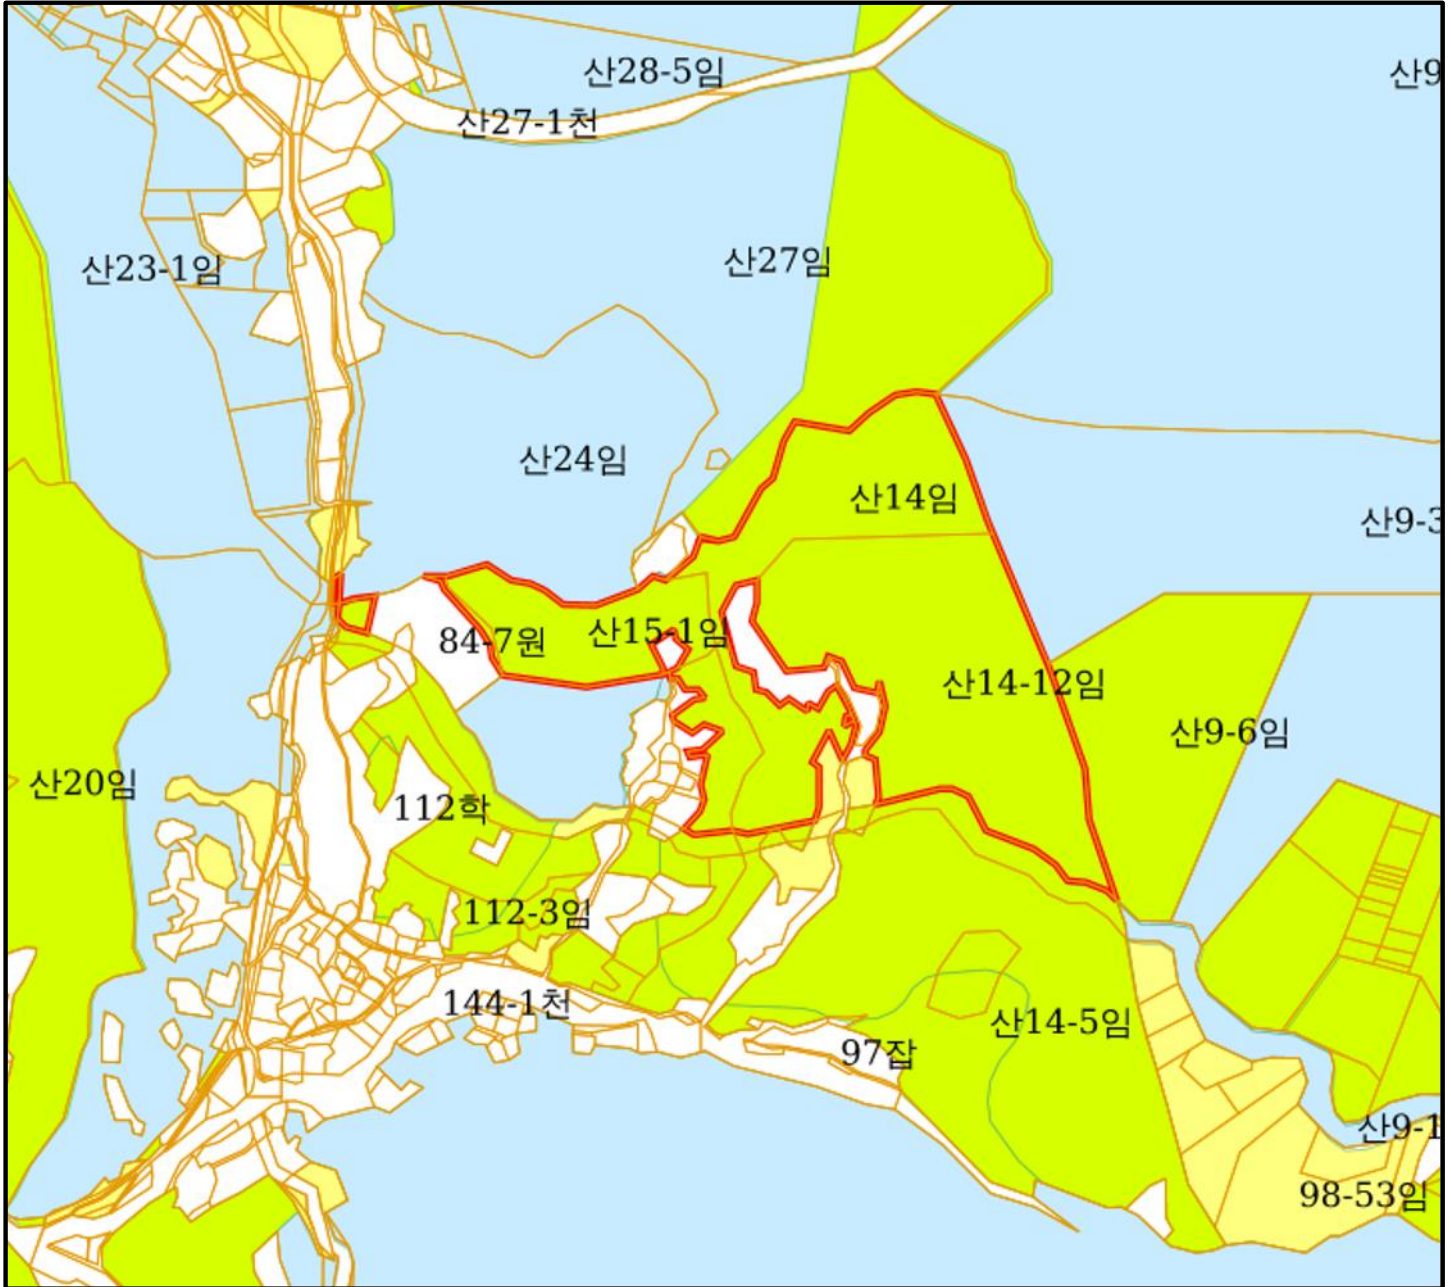 산28-5임
산9
산27-1천
산27임
산23-1임
산24임
산14임
산9-3
84-7원
산15-1임
산14-12임
산9-6임
산20임
112학
112-3임
144-1천
산14-5임
97잡
산9-1
98-53임